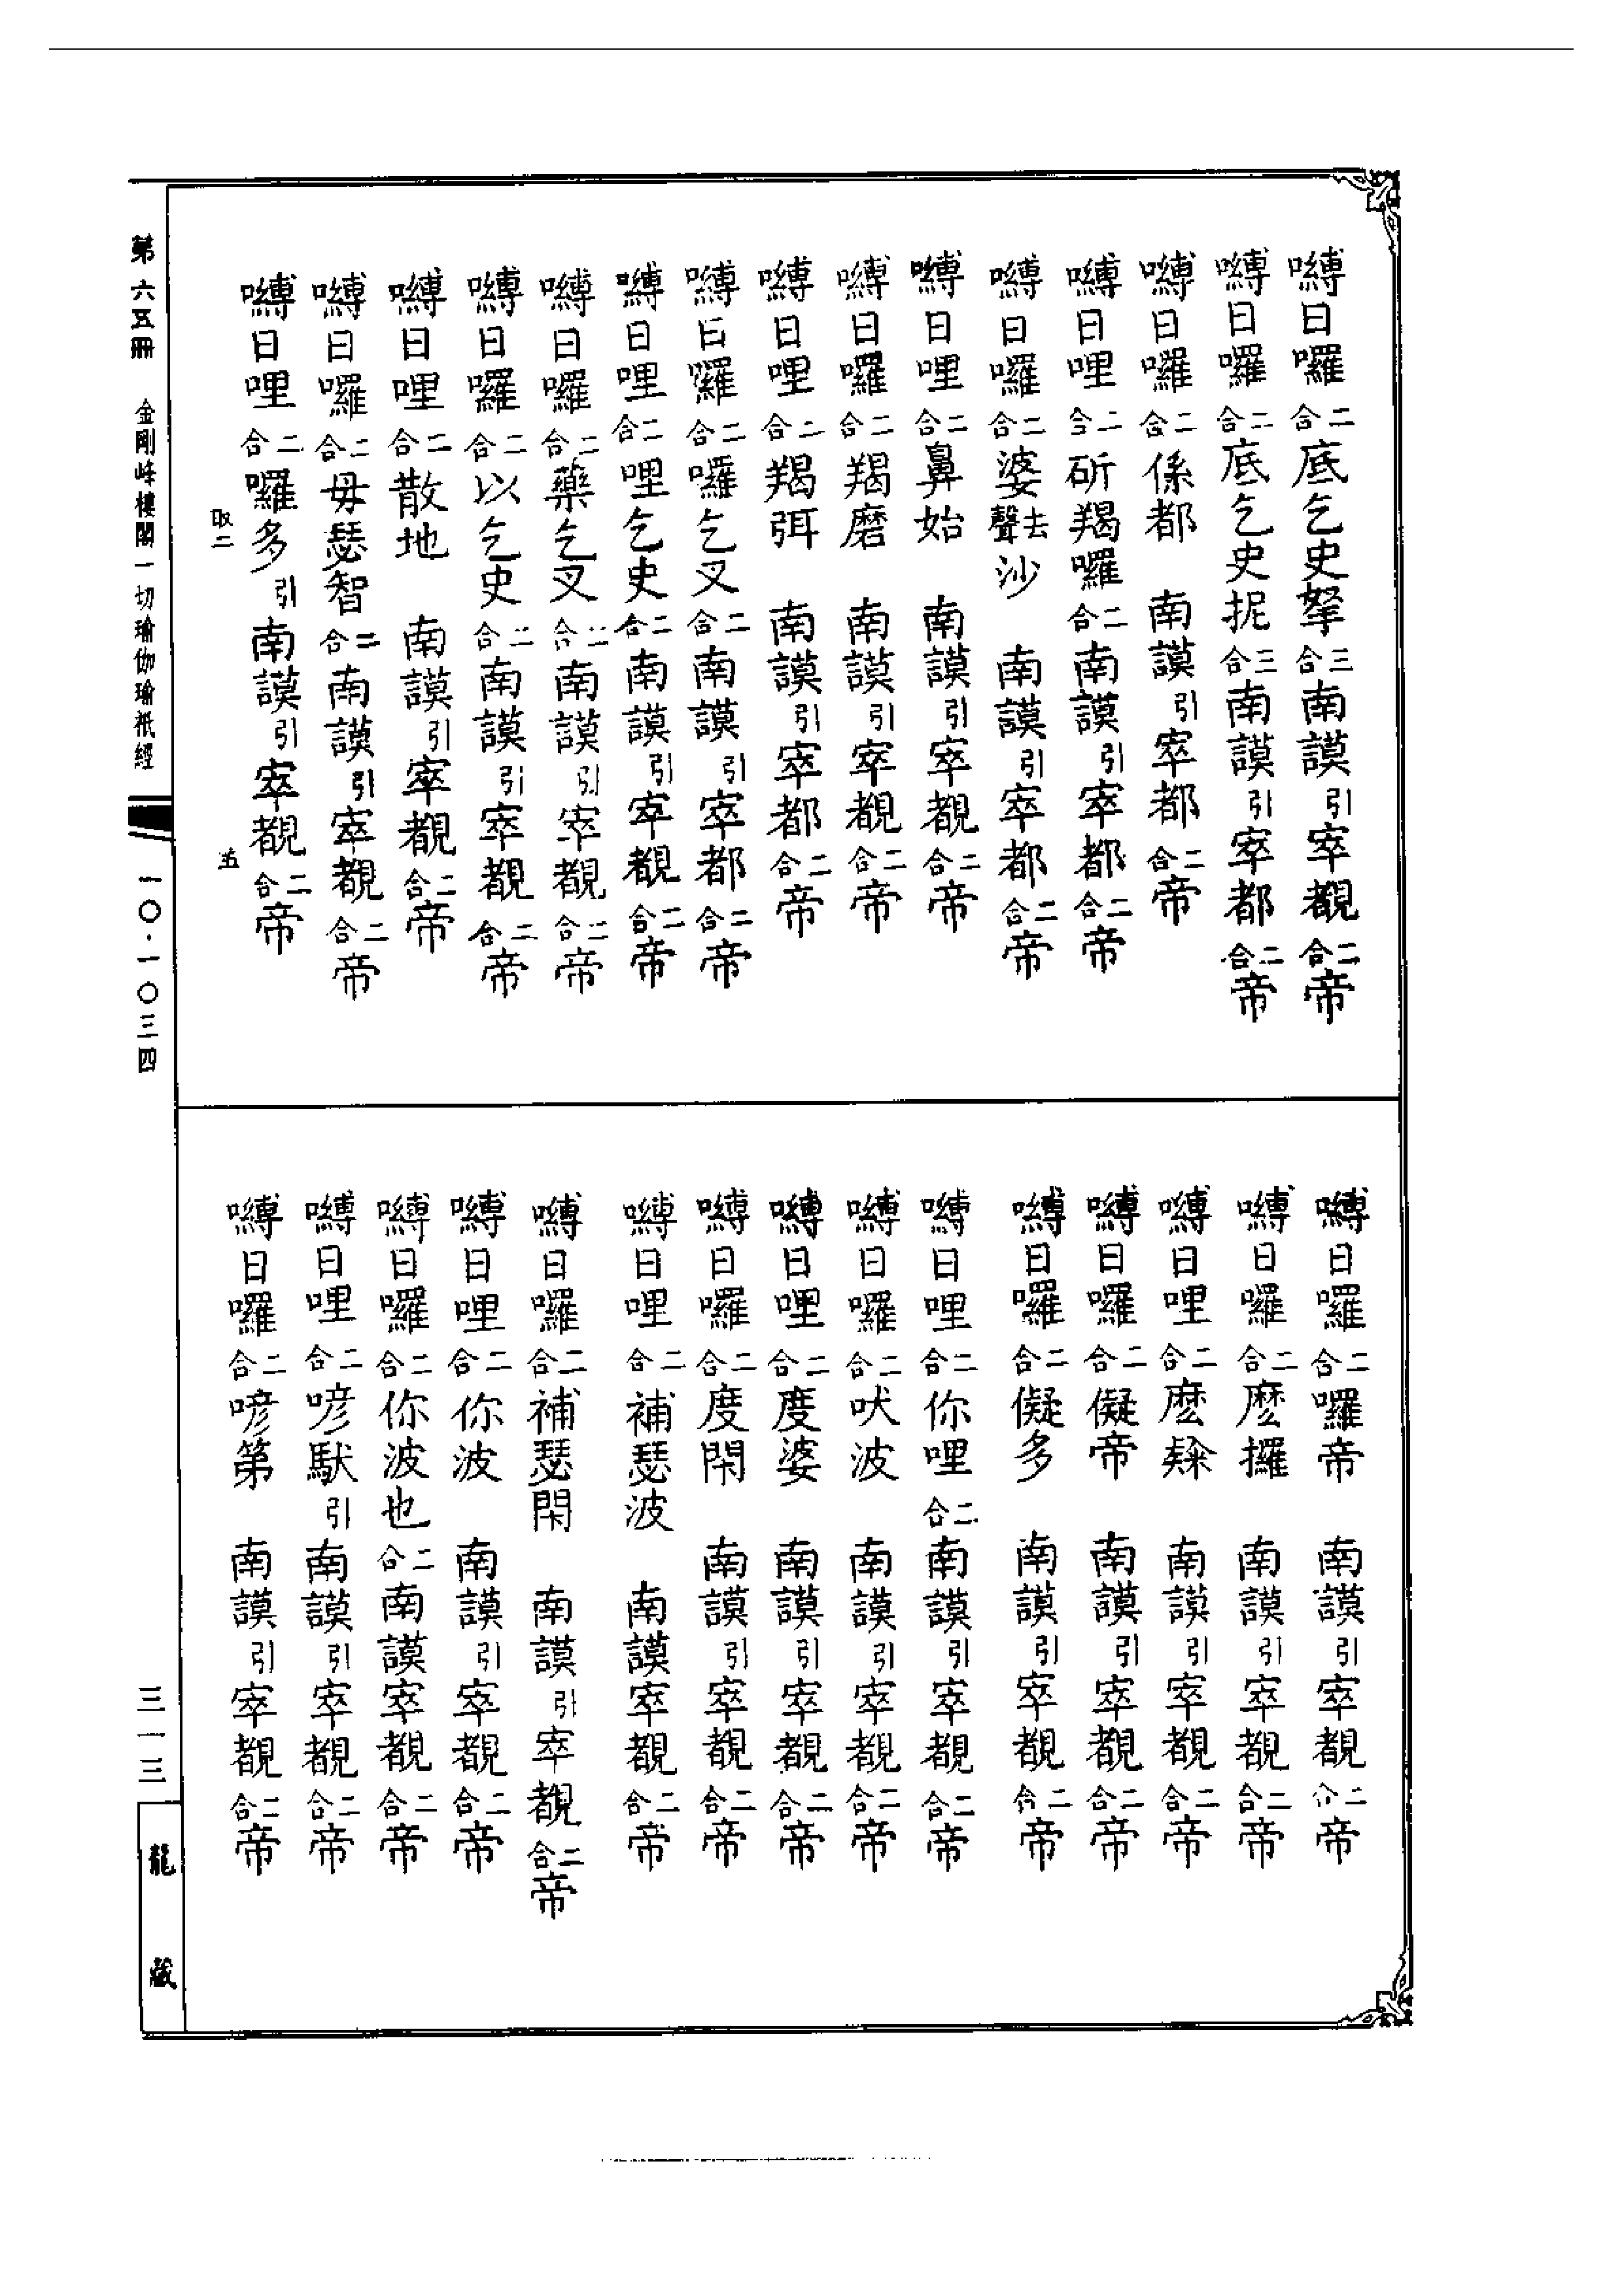 嚩日囉二合底乞史拏三合南謨引窣覩二合帝
嚩日囉二合底乞史抳三合南謨引窣都二合帝
嚩日囉二合係都南謨引窣都二合帝
嚩日哩二合斫羯囉二合南謨引窣都二合帝
嚩日囉二合婆去聲沙南謨引窣都二合帝
嚩日哩二合鼻始南謨引窣覩二合帝
嚩日囉二合羯磨南謨引窣覩二合帝
嚩日哩二合羯弭南謨引窣都二合帝
嚩日囉二合囉乞叉二合南謨引窣都二合帝
嚩日哩二合哩乞史二合南謨引窣覩二合帝
嚩日囉二合藥乞叉二合南謨引窣覩二合帝
嚩日囉二合以乞史二合南謨引窣覩二合帝
嚩日哩二合散地南謨引窣覩二合帝
嚩日囉二合毋瑟智二合南謨引窣覩二合帝
嚩日哩二合囉多引南謨引窣覩二合帝
取二
嚩日囉二合囉帝南謨引窣覩二合帝
嚩日囉二合麽攞南謨引窣覩二合帝
嚩日哩二合麽南謨引窣覩二合帝
嚩日囉二合儗帝南謨引窣覩二合帝
嚩日囉二合儗多南謨引窣覩二合帝
嚩日哩二合你哩二合南謨引窣覩二合帝
嚩日囉二合吠波南謨引窣覩二合帝
嚩日哩二合度婆南謨引窣覩二合帝
嚩日囉二合度閇南謨引窣覩二合帝
嚩日哩二合補瑟波南謨窣覩二合帝
嚩日囉二合補瑟閇南謨引窣覩二合帝
嚩日哩二合你波南謨引窣覩二合帝
嚩日囉二合你波也二合南謨窣覩二合帝
嚩日哩二合喭馱引南謨引窣覩二合帝
嚩日囉二合喭第南謨引窣覩二合帝
第六五冊 金剛峰樓閣一切瑜伽瑜祇經
一〇·一〇三四
三一三
龍藏